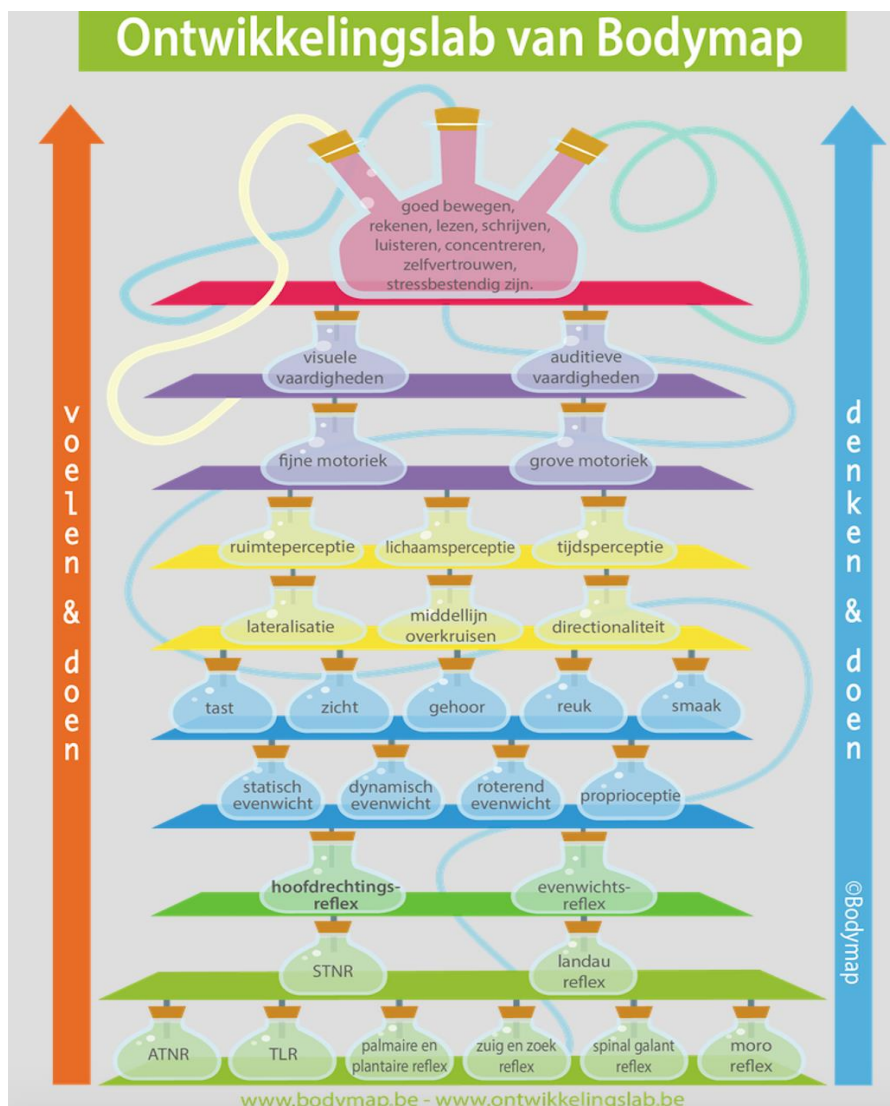 Ontwikkelingslab van Bodymap
goed bewegen,
rekenen, lezen, schrijven,
luisteren, concentreren,
zelfvertrouwen,
stressbestendig zijn.
visuele
vaardigheden
auditieve
vaardigheden
fijne motoriek
grove motoriek
ruimteperceptie
lichaamsperceptie
tijdsperceptie
lateralisatie
middellijn
overkruisen
directionaliteit
tast
zicht
gehoor
reuk
smaak
statisch
evenwicht
dynamisch
evenwicht
roterend
evenwicht
proprioceptie
hoofdrechtings-
reflex
evenwichts-
reflex
STNR
landau
reflex
ATNR
TLR
palmaire en
plantaire reflex
zuig en zoek
reflex
spinal galant
reflex
moro
reflex
voelen & doen
denken & doen
©Bodymap
www.bodymap.be - www.ontwikkelingslab.be